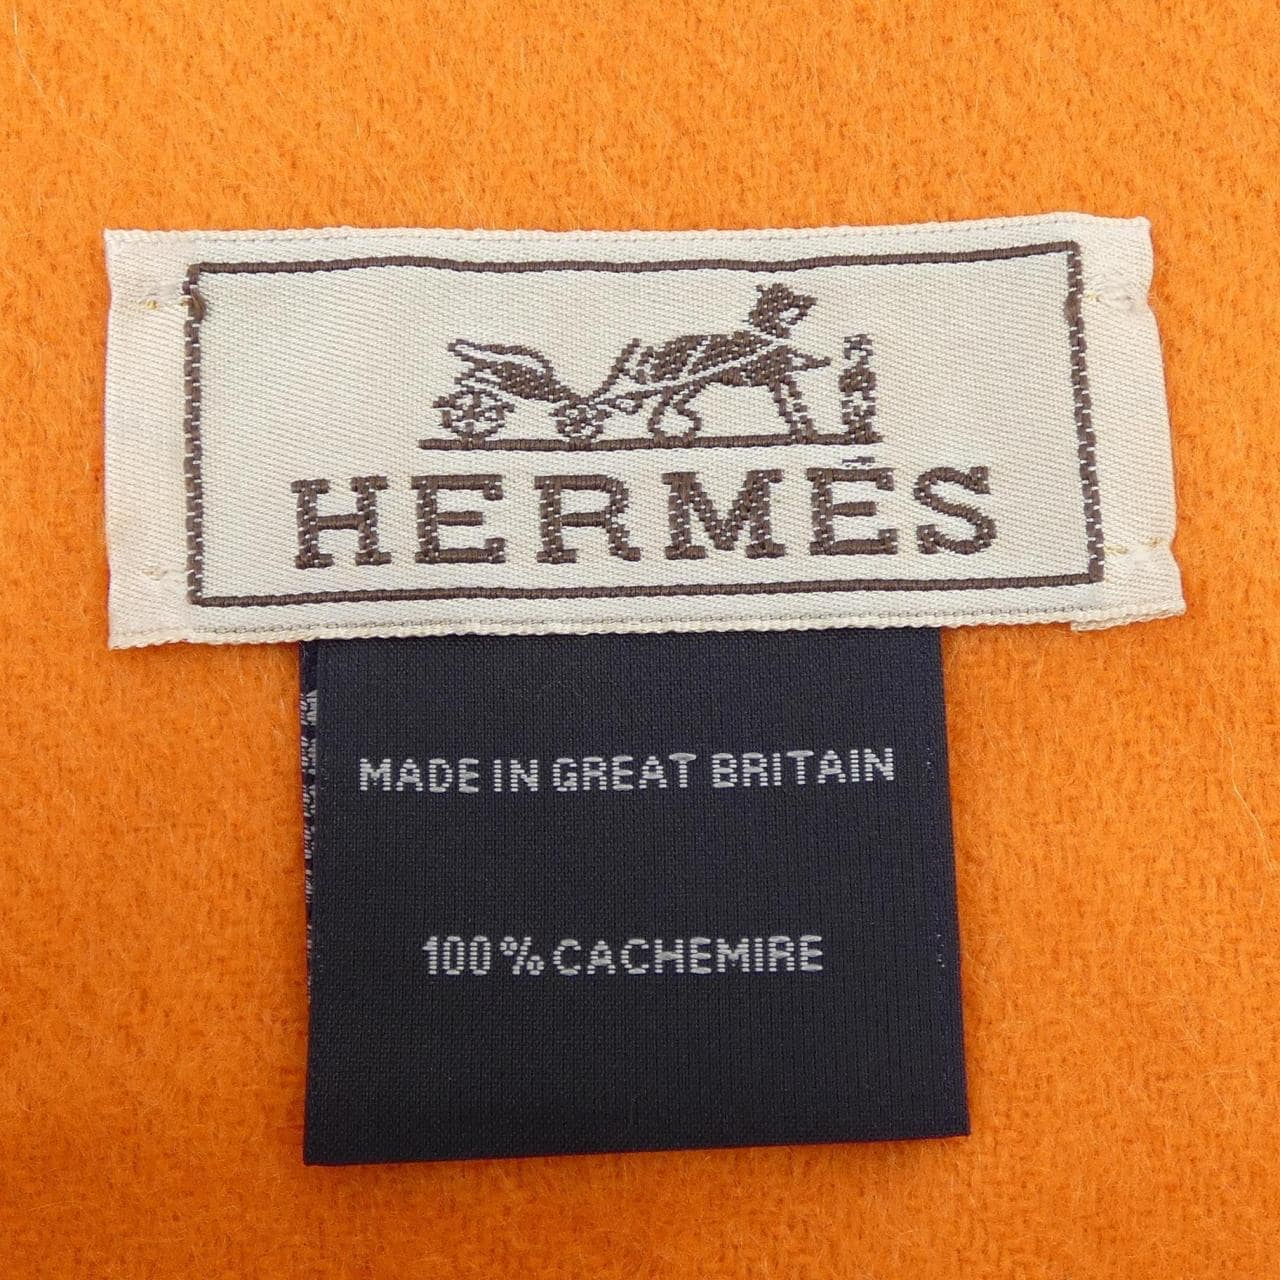 HERMÈS
MADE IN GREAT BRITAIN
100% CACHEMIRE